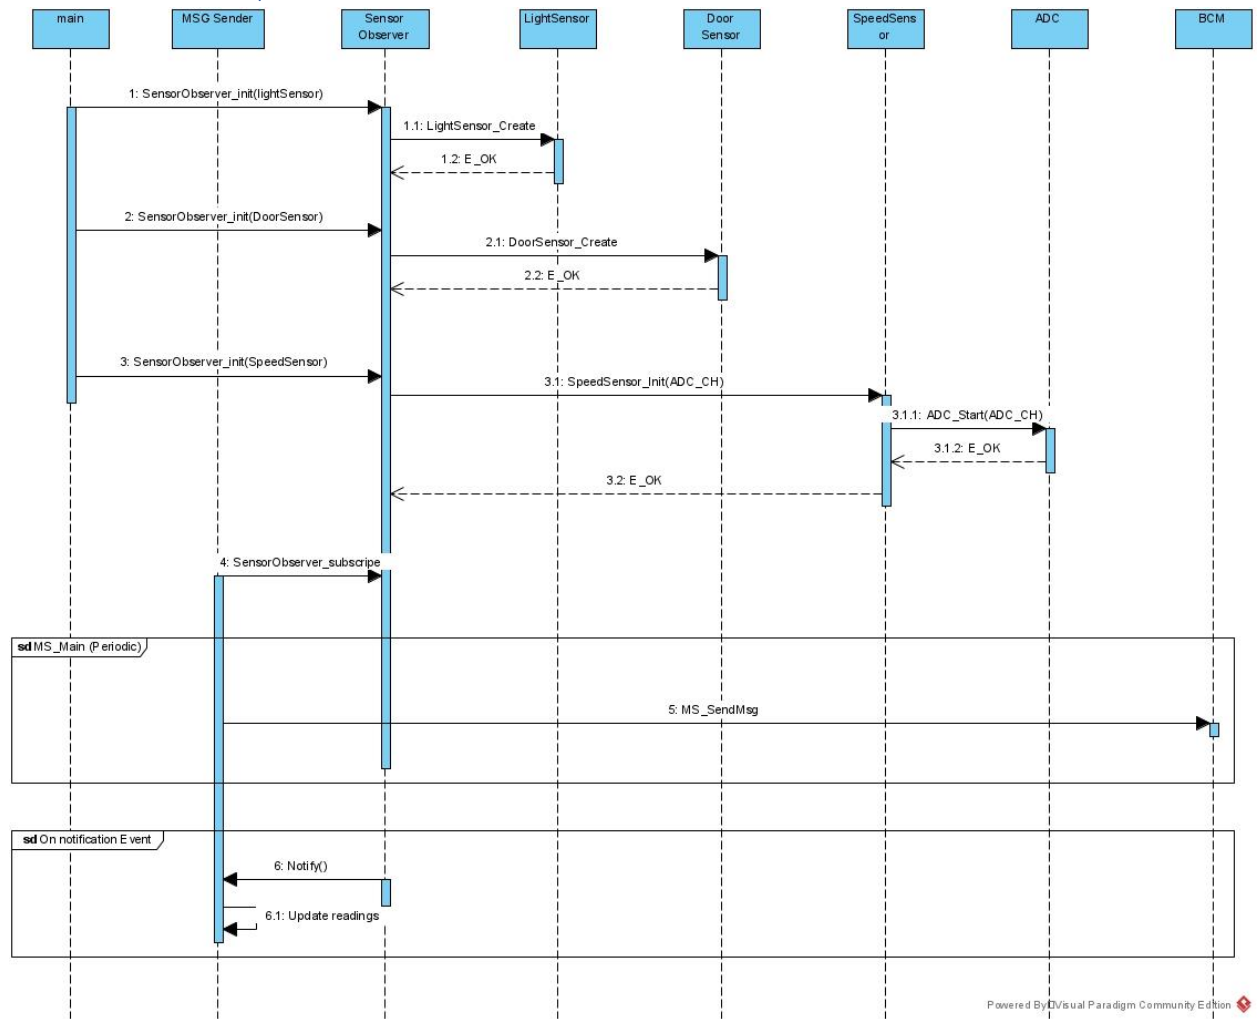 main
MSG Sender
Sensor
Observer
LightSensor
Door
Sensor
SpeedSens
or
ADC
BCM
1: SensorObserver_init(lightSensor)
1.1: LightSensor_Create
1.2: E_OK
2: SensorObserver_init(DoorSensor)
2.1: DoorSensor_Create
2.2: E_OK
3: SensorObserver_init(SpeedSensor)
3.1: SpeedSensor_Init(ADC_CH)
3.1.1: ADC_Start(ADC_CH)
3.1.2: E_OK
3.2: E_OK
4: SensorObserver_subscripe
sd MS_Main (Periodic)
5: MS_SendMsg
sd On notification Event
6: Notify()
6.1: Update readings
Powered By Visual Paradigm Community Edition